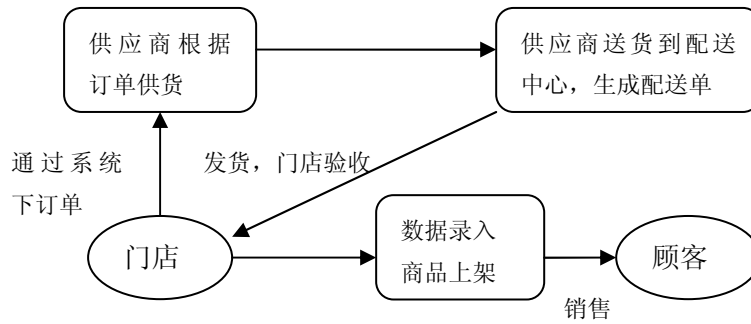 供应商根据
订单供货
供应商送货到配送
中心，生成配送单
通过系统
下订单
发货，门店验收
门店
数据录入
商品上架
顾客
销售